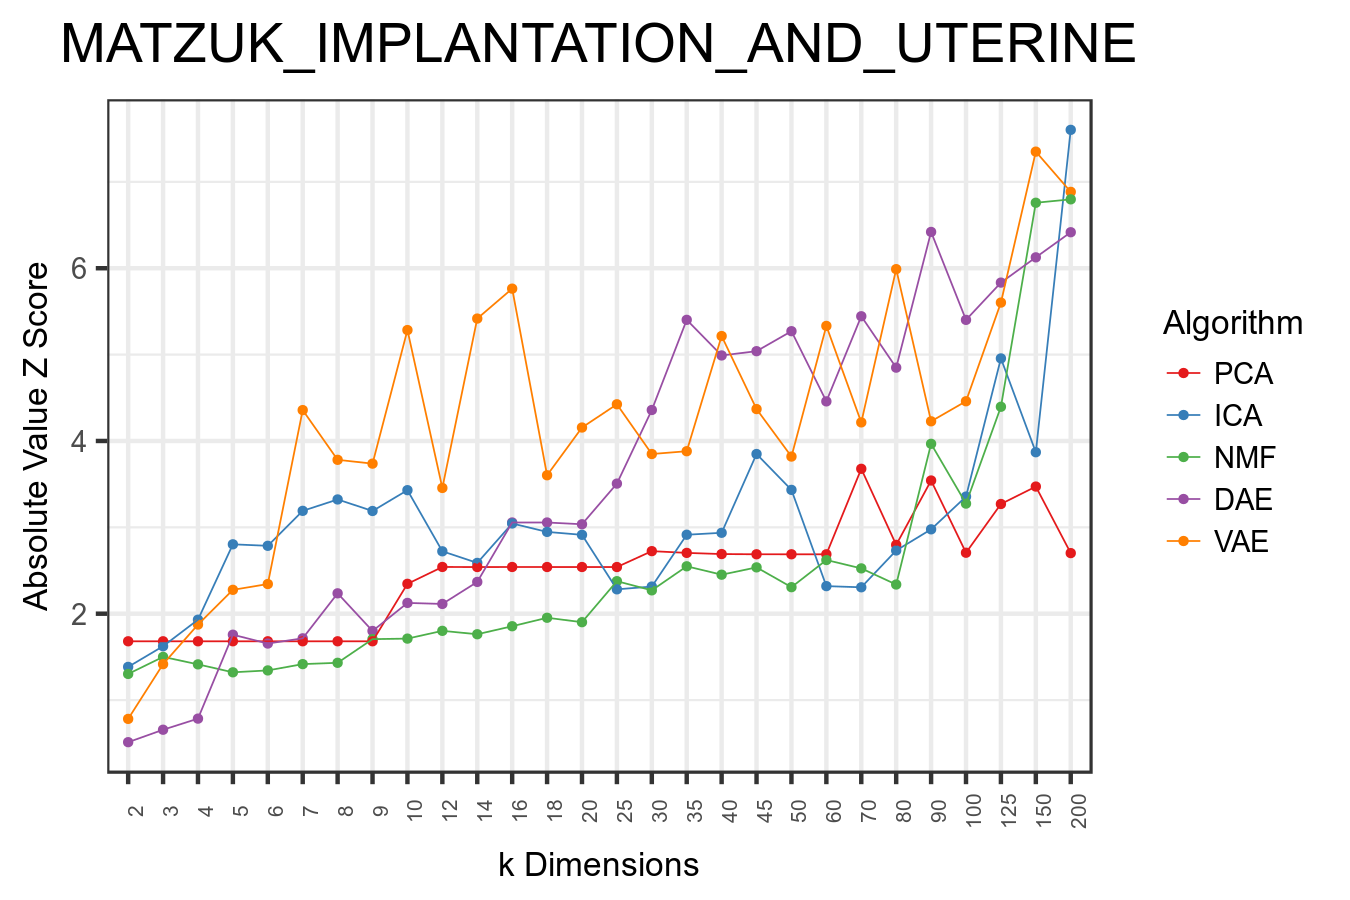 MATZUK_IMPLANTATION_AND_UTERINE
Absolute Value Z Score
6
4
2
2 3 4 5 6 7 8 9 10 12 14 16 18 20 25 30 35 40 45 50 60 70 80 90 100 125 150 200
k Dimensions
Algorithm
PCA
ICA
NMF
DAE
VAE